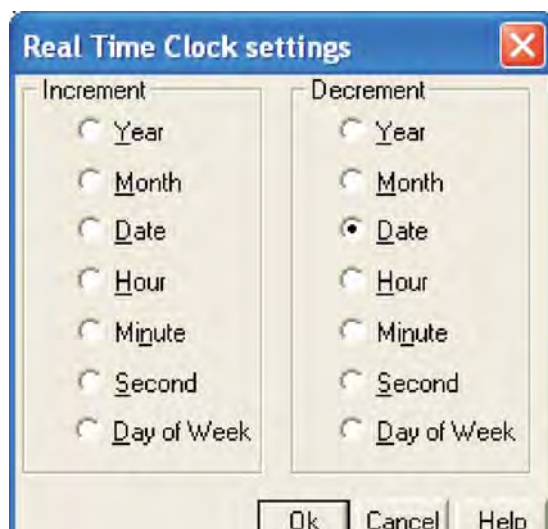 Real Time Clock settings
Increment
Year
Month
Date
Hour
Minute
Second
Day of Week
Decrement
Year
Month
Date
Hour
Minute
Second
Day of Week
Ok Cancel Help